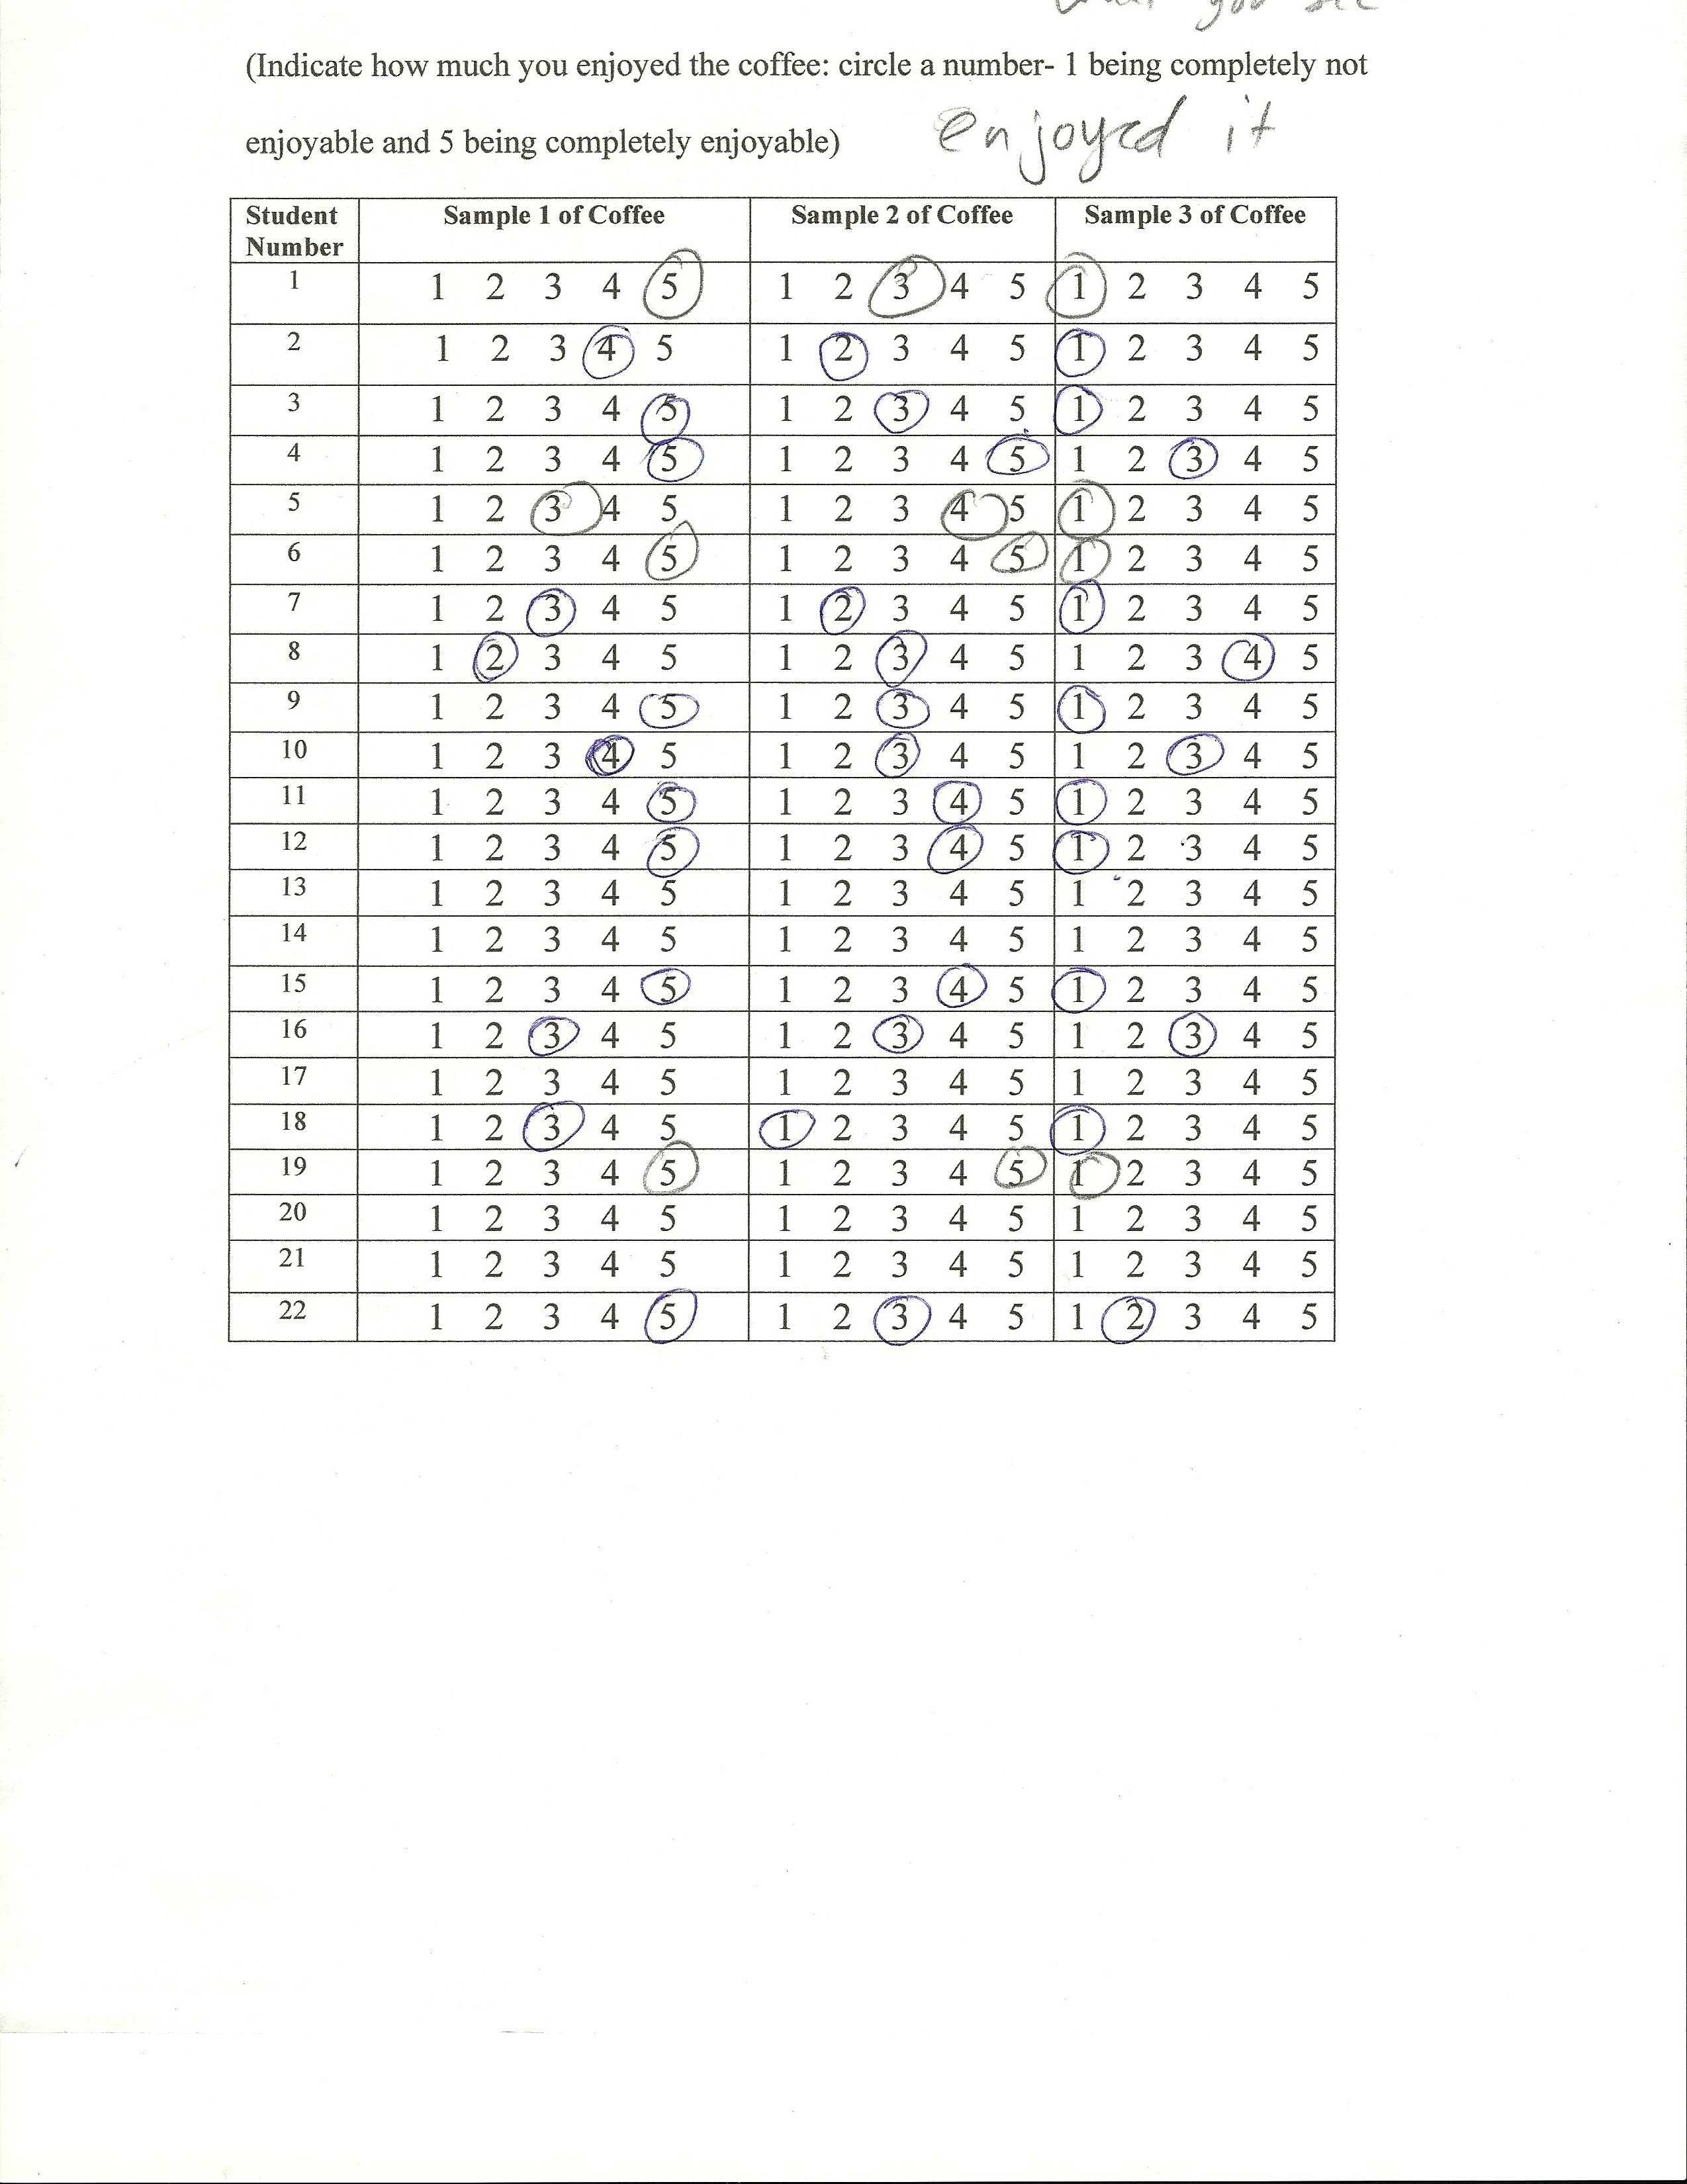 you see
(Indicate how much you enjoyed the coffee: circle a number- 1 being completely not
enjoyable and 5 being completely enjoyable) enjoyed it
Student Number Sample 1 of Coffee Sample 2 of Coffee Sample 3 of Coffee
1 1 2 3 4 5 1 2 3 4 5 1 2 3 4 5
2 1 2 3 4 5 1 2 3 4 5 1 2 3 4 5
3 1 2 3 4 5 1 2 3 4 5 1 2 3 4 5
4 1 2 3 4 5 1 2 3 4 5 1 2 3 4 5
5 1 2 3 4 5 1 2 3 4 5 1 2 3 4 5
6 1 2 3 4 5 1 2 3 4 5 1 2 3 4 5
7 1 2 3 4 5 1 2 3 4 5 1 2 3 4 5
8 1 2 3 4 5 1 2 3 4 5 1 2 3 4 5
9 1 2 3 4 5 1 2 3 4 5 1 2 3 4 5
10 1 2 3 4 5 1 2 3 4 5 1 2 3 4 5
11 1 2 3 4 5 1 2 3 4 5 1 2 3 4 5
12 1 2 3 4 5 1 2 3 4 5 1 2 3 4 5
13 1 2 3 4 5 1 2 3 4 5 1 2 3 4 5
14 1 2 3 4 5 1 2 3 4 5 1 2 3 4 5
15 1 2 3 4 5 1 2 3 4 5 1 2 3 4 5
16 1 2 3 4 5 1 2 3 4 5 1 2 3 4 5
17 1 2 3 4 5 1 2 3 4 5 1 2 3 4 5
18 1 2 3 4 5 1 2 3 4 5 1 2 3 4 5
19 1 2 3 4 5 1 2 3 4 5 1 2 3 4 5
20 1 2 3 4 5 1 2 3 4 5 1 2 3 4 5
21 1 2 3 4 5 1 2 3 4 5 1 2 3 4 5
22 1 2 3 4 5 1 2 3 4 5 1 2 3 4 5